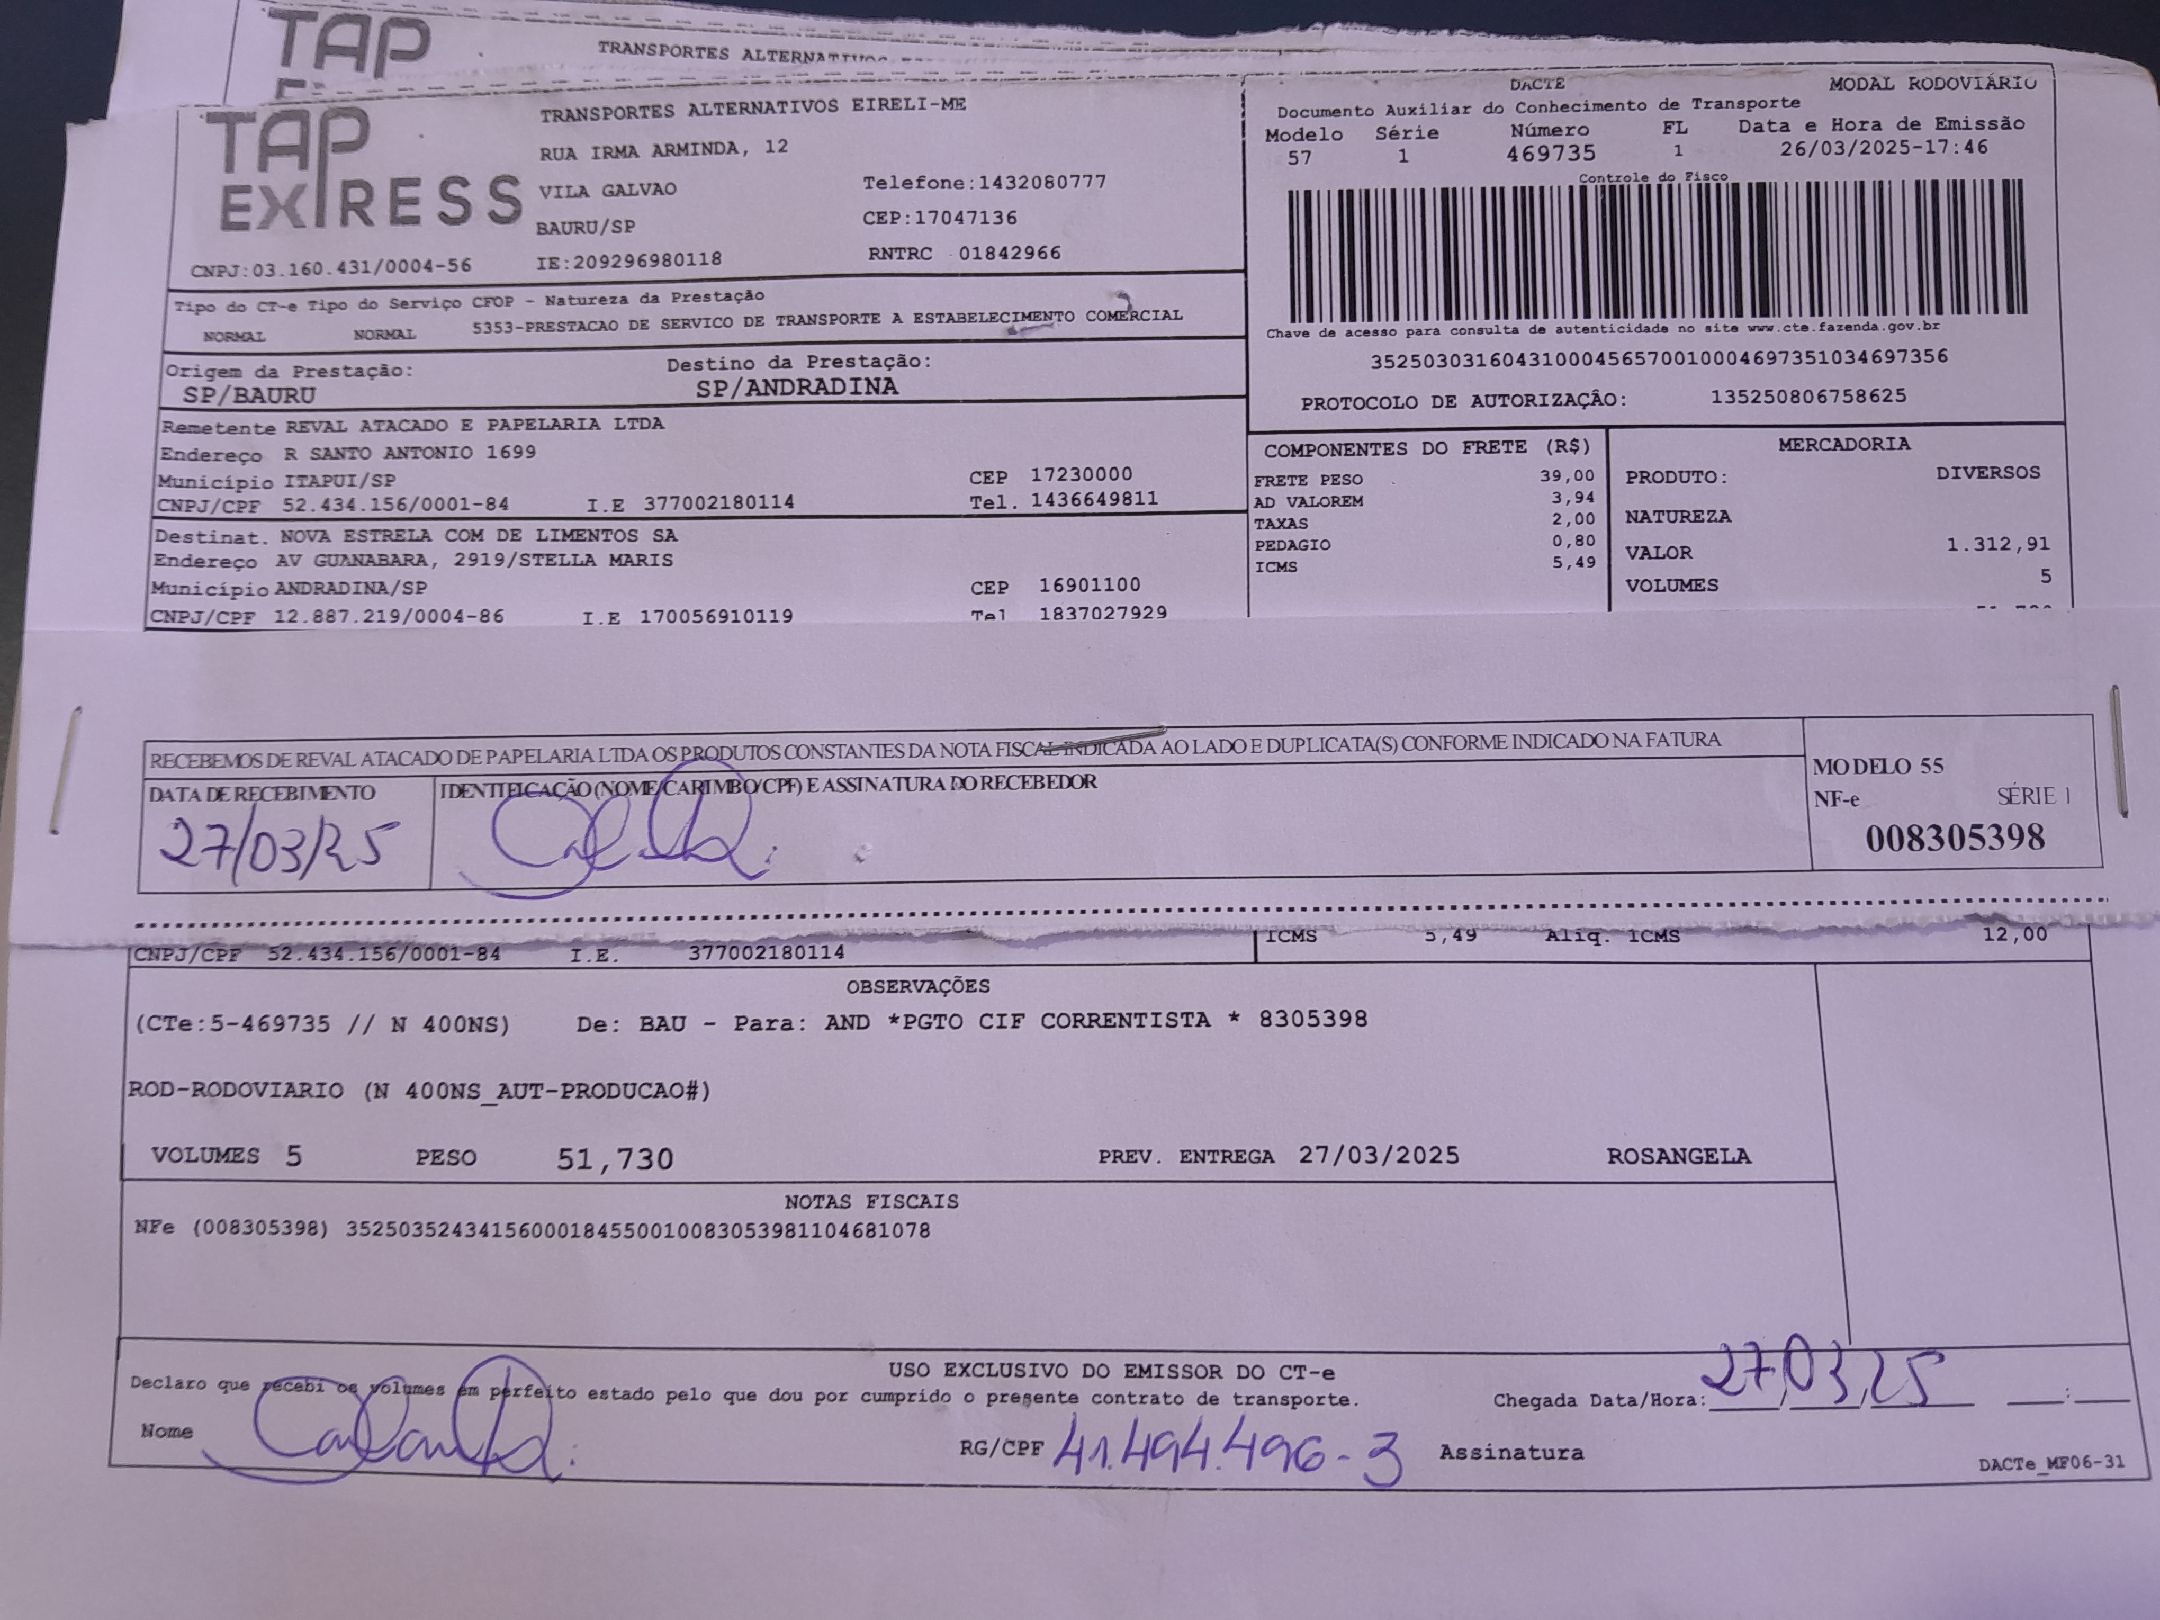 TAP
TRANSPORTES ALTERNATIVOS
TAP EXPRESS
TRANSPORTES ALTERNATIVOS EIRELI-ME
RUA IRMA ARMINDA, 12
VILA GALVAO Telefone:1432080777
BAURU/SP CEP:17047136
CNPJ:03.160.431/0004-56 IE:209296980118 RNTRC 01842966
DACTE MODAL RODOVIÁRIO
Documento Auxiliar do Conhecimento de Transporte
Modelo Série Número FL Data e Hora de Emissão
57 1 469735 1 26/03/2025-17:46
Controle do Fisco
Chave de acesso para consulta de autenticidade no site www.cte.fazenda.gov.br
35250303160431000456570010004697351034697356
PROTOCOLO DE AUTORIZAÇÃO: 135250806758625
Tipo do CT-e Tipo do Serviço CFOP - Natureza da Prestação
NORMAL NORMAL 5353-PRESTACAO DE SERVICO DE TRANSPORTE A ESTABELECIMENTO COMERCIAL
Origem da Prestação: Destino da Prestação:
SP/BAURU SP/ANDRADINA
Remetente REVAL ATACADO E PAPELARIA LTDA
Endereço R SANTO ANTONIO 1699
Município ITAPUI/SP CEP 17230000
CNPJ/CPF 52.434.156/0001-84 I.E 377002180114 Tel. 1436649811
Destinat. NOVA ESTRELA COM DE LIMENTOS SA
Endereço AV GUANABARA, 2919/STELLA MARIS
Município ANDRADINA/SP CEP 16901100
CNPJ/CPF 12.887.219/0004-86 I.E 170056910119 Tel 1837027929
COMPONENTES DO FRETE (R$)
FRETE PESO 39,00
AD VALOREM 3,94
TAXAS 2,00
PEDAGIO 0,80
ICMS 5,49
MERCADORIA
PRODUTO: DIVERSOS
NATUREZA
VALOR 1.312,91
VOLUMES 5
RECEBEMOS DE REVAL ATACADO DE PAPELARIA LTDA OS PRODUTOS CONSTANTES DA NOTA FISCAL INDICADA AO LADO E DUPLICATA(S) CONFORME INDICADO NA FATURA
DATA DE RECEBIMENTO IDENTIFICAÇÃO (NOME/CARIMBO/CPF) E ASSINATURA DO RECEBEDOR
27/03/25
MODELO 55
NF-e SÉRIE 1
008305398
CNPJ/CPF 52.434.156/0001-84 I.E. 377002180114 ICMS 5,49 Aliq. ICMS 12,00
OBSERVAÇÕES
(CTe:5-469735 // N 400NS) De: BAU - Para: AND *PGTO CIF CORRENTISTA * 8305398
ROD-RODOVIARIO (N 400NS_AUT-PRODUCAO#)
VOLUMES 5 PESO 51,730 PREV. ENTREGA 27/03/2025 ROSANGELA
NOTAS FISCAIS
NFe (008305398) 35250352434156000184550010083053981104681078
USO EXCLUSIVO DO EMISSOR DO CT-e
Declaro que recebi os volumes em perfeito estado pelo que dou por cumprido o presente contrato de transporte. Chegada Data/Hora: 27,03,25
Nome RG/CPF 41.494.496-3 Assinatura
DACTe_MF06-31